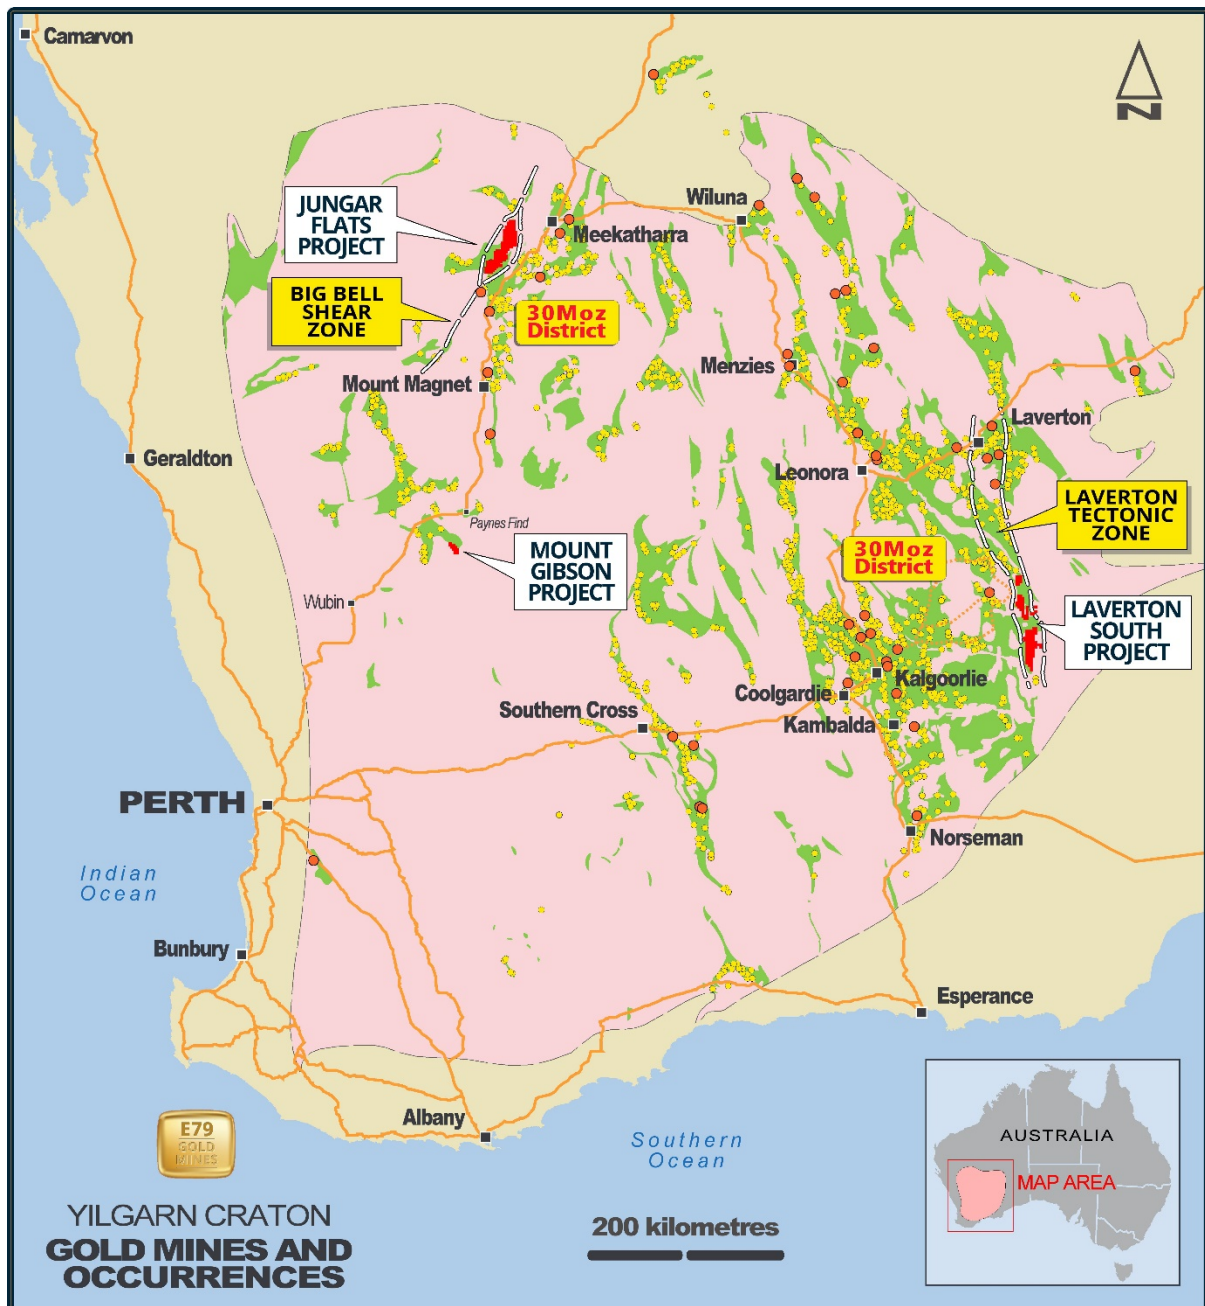 Carnarvon
N
JUNGAR
FLATS
PROJECT
Wiluna
Meekatharra
BIG BELL
SHEAR
ZONE
30Moz
District
Menzies
Mount Magnet
Laverton
Geraldton
Leonora
LAVERTON
TECTONIC
ZONE
Paynes Find
MOUNT
GIBSON
PROJECT
30Moz
District
Wubin
LAVERTON
SOUTH
PROJECT
Kalgoorlie
Coolgardie
Southern Cross
Kambalda
PERTH
Norseman
Indian
Ocean
Bunbury
Esperance
Albany
Southern
Ocean
E79
GOLD
MINES
AUSTRALIA
MAP AREA
YILGARN CRATON
GOLD MINES AND
OCCURRENCES
200 kilometres